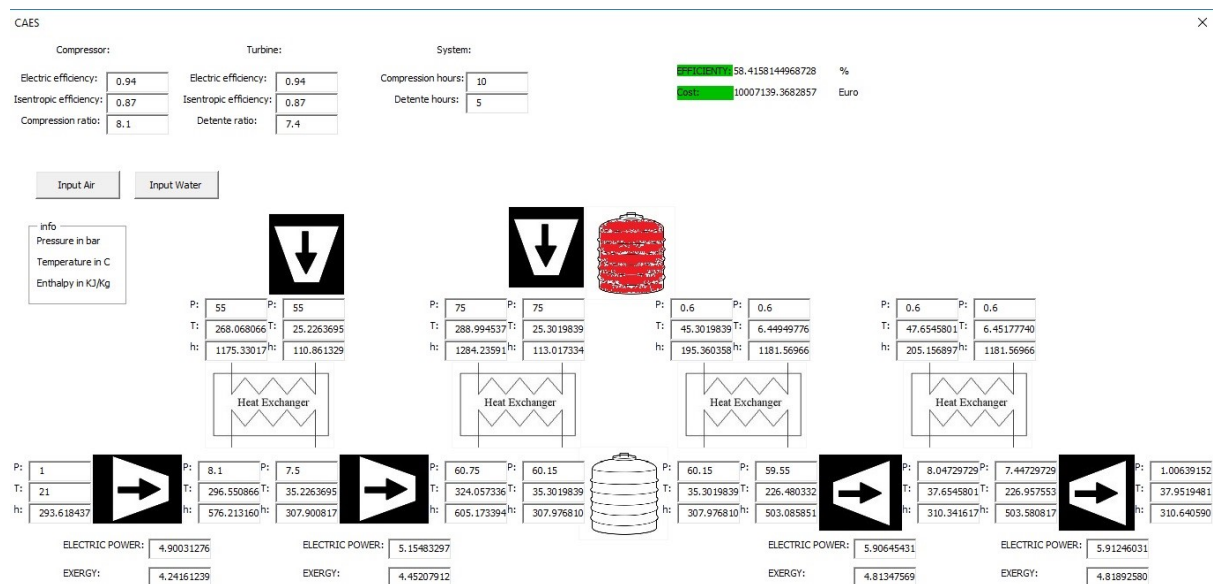 CAES
Compressor: Turbine: System:
Electric efficiency: 0.94 Electric efficiency: 0.94 Compression hours: 10 EFFICIENTY: 58.4158144968728 %
Isentropic efficiency: 0.87 Isentropic efficiency: 0.87 Detente hours: 5 Cost: 10007139.3682857 Euro
Compression ratio: 8.1 Detente ratio: 7.4
Input Air Input Water
info
Pressure in bar
Temperature in C
Enthalpy in KJ/Kg
P: 55 P: 55 P: 75 P: 75 P: 0.6 P: 0.6 P: 0.6 P: 0.6
T: 268.068066 T: 25.2263695 T: 288.994537 T: 25.3019839 T: 45.3019839 T: 6.44949776 T: 47.6545801 T: 6.45177740
h: 1175.33017 h: 110.861329 h: 1284.23591 h: 113.017334 h: 195.360358 h: 1181.56966 h: 205.156897 h: 1181.56966
Heat Exchanger Heat Exchanger Heat Exchanger Heat Exchanger
P: 1 P: 8.1 P: 7.5 P: 60.75 P: 60.15 P: 60.15 P: 59.55 P: 8.04729729 P: 7.44729729 P: 1.00639152
T: 21 T: 296.550866 T: 35.2263695 T: 324.057336 T: 35.3019839 T: 35.3019839 T: 226.480332 T: 37.6545801 T: 226.957553 T: 37.9519481
h: 293.618437 h: 576.213160 h: 307.900817 h: 605.173394 h: 307.976810 h: 307.976810 h: 503.085851 h: 310.341617 h: 503.580817 h: 310.640590
ELECTRIC POWER: 4.90031276 ELECTRIC POWER: 5.15483297 ELECTRIC POWER: 5.90645431 ELECTRIC POWER: 5.91246031
EXERGY: 4.24161239 EXERGY: 4.45207912 EXERGY: 4.81347569 EXERGY: 4.81892580